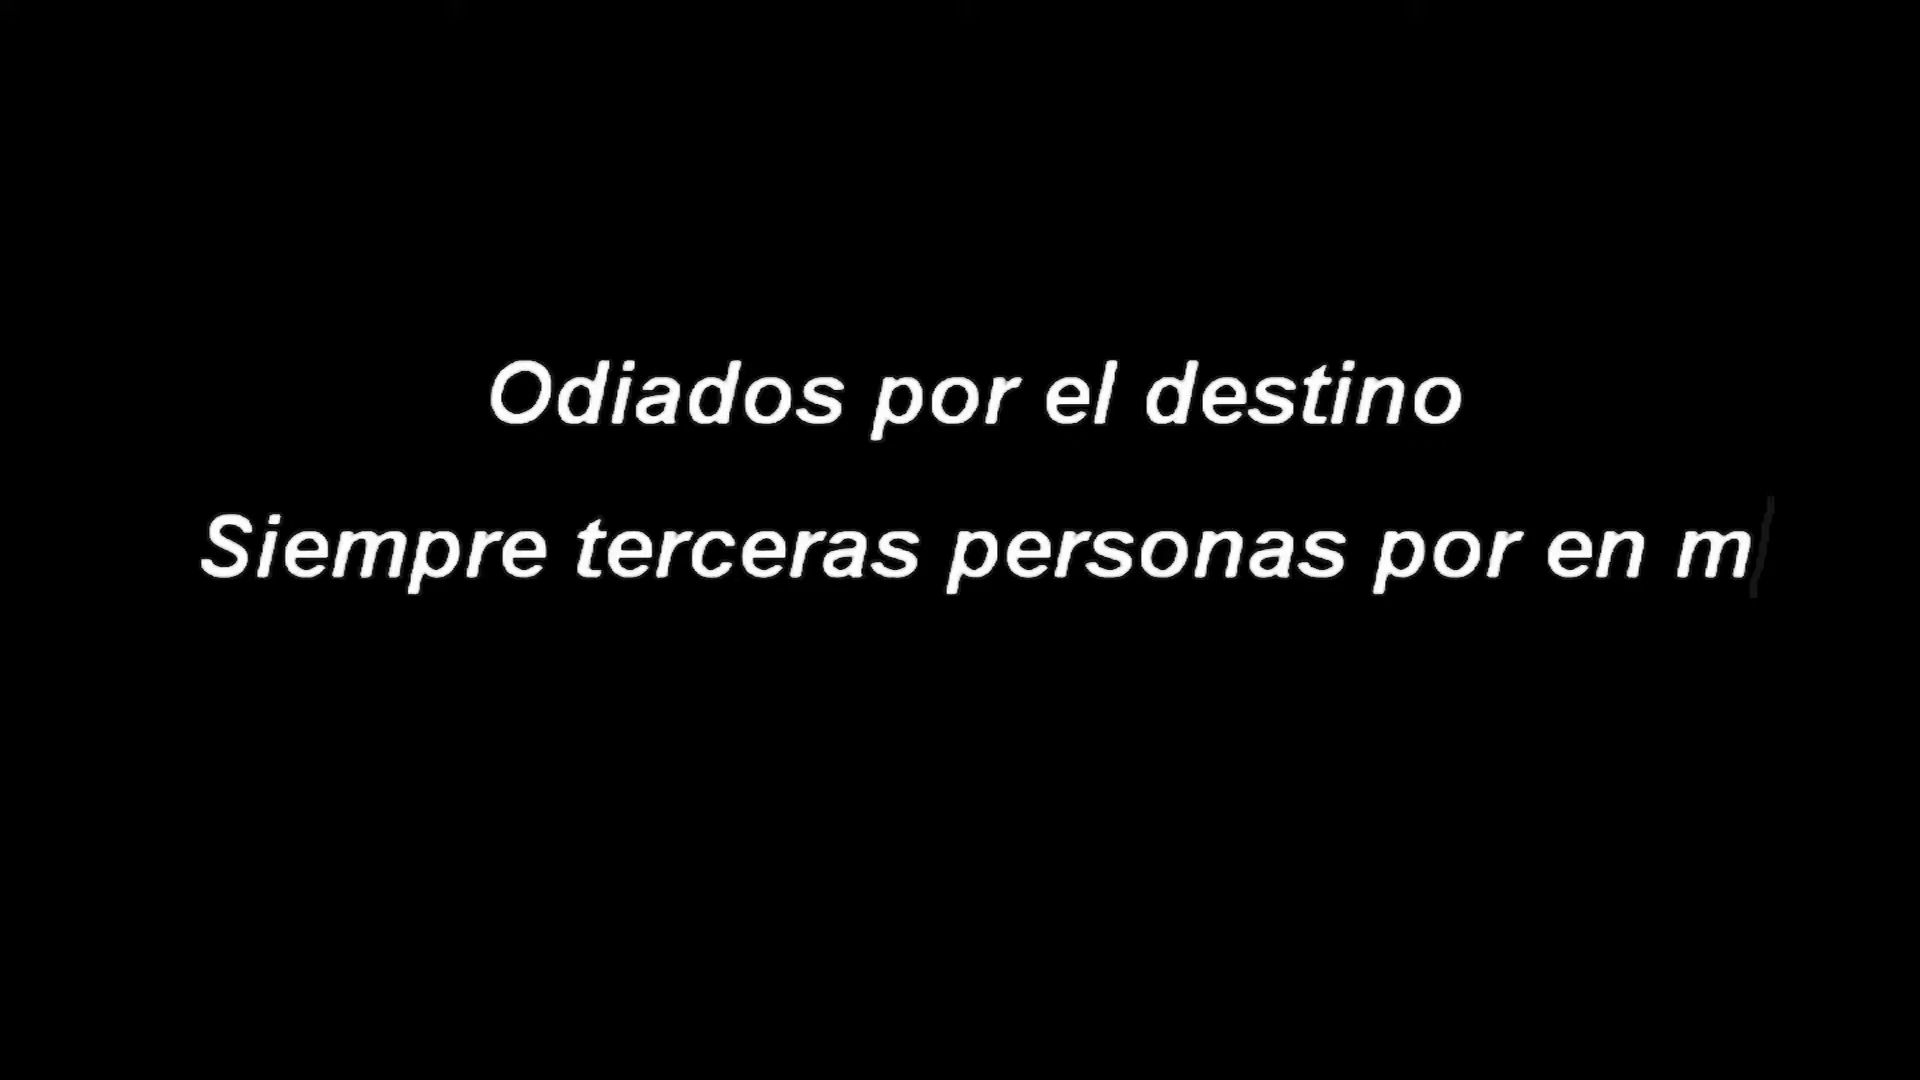 Odiados por el destino
Siempre terceras personas por en m